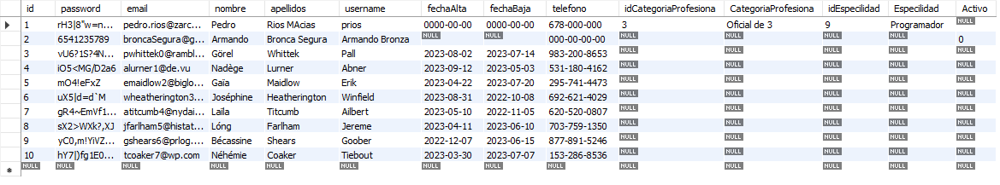 id password email nombre apellidos username fechaAlta fechaBaja telefono idCategoriaProfesiona CategoriaProfesiona idEspecilidad Especilidad Activo
1 rH3|8"w=n... pedro.rios@zarc... Pedro Rios MAcias prios 0000-00-00 0000-00-00 678-000-000 3 Oficial de 3 9 Programador NULL
2 6541235789 broncaSegura@g... Armando Bronca Segura Armando Bronza NULL NULL 000-00-00-00 NULL NULL NULL NULL 0
3 vU6?1S?4N... pwhittek0@rambl... Görel Whittek Pall 2023-08-02 2023-07-14 983-200-8653 NULL NULL NULL NULL NULL
4 iO5<MG/D2a6 alurner1@de.vu Nadège Lurner Abner 2023-09-12 2023-05-03 531-180-4162 NULL NULL NULL NULL NULL
5 mO4!eFxZ emaidlow2@biglo... Gaïa Maidlow Erik 2023-04-22 2023-07-20 295-741-4473 NULL NULL NULL NULL NULL
6 uX5|d=d`M wheatherington3... Joséphine Heatherington Winfield 2023-08-31 2022-10-08 692-621-4029 NULL NULL NULL NULL NULL
7 gR4~EmVf1... atitcumb4@nydai... Laïla Titcumb Ailbert 2023-05-10 2022-11-05 620-520-0807 NULL NULL NULL NULL NULL
8 sX2>WXk?,XJ jfarlham5@histat... Lóng Farlham Jereme 2023-04-11 2023-06-10 703-759-1350 NULL NULL NULL NULL NULL
9 yC0,m!YiVZ... gshears6@prlog.... Bécassine Shears Goober 2022-12-07 2023-06-15 877-891-5246 NULL NULL NULL NULL NULL
10 hY7|)fg1E0... tcoaker7@wp.com Néhémie Coaker Tiebout 2023-03-30 2023-07-07 153-286-8536 NULL NULL NULL NULL NULL
NULL NULL NULL NULL NULL NULL NULL NULL NULL NULL NULL NULL NULL NULL